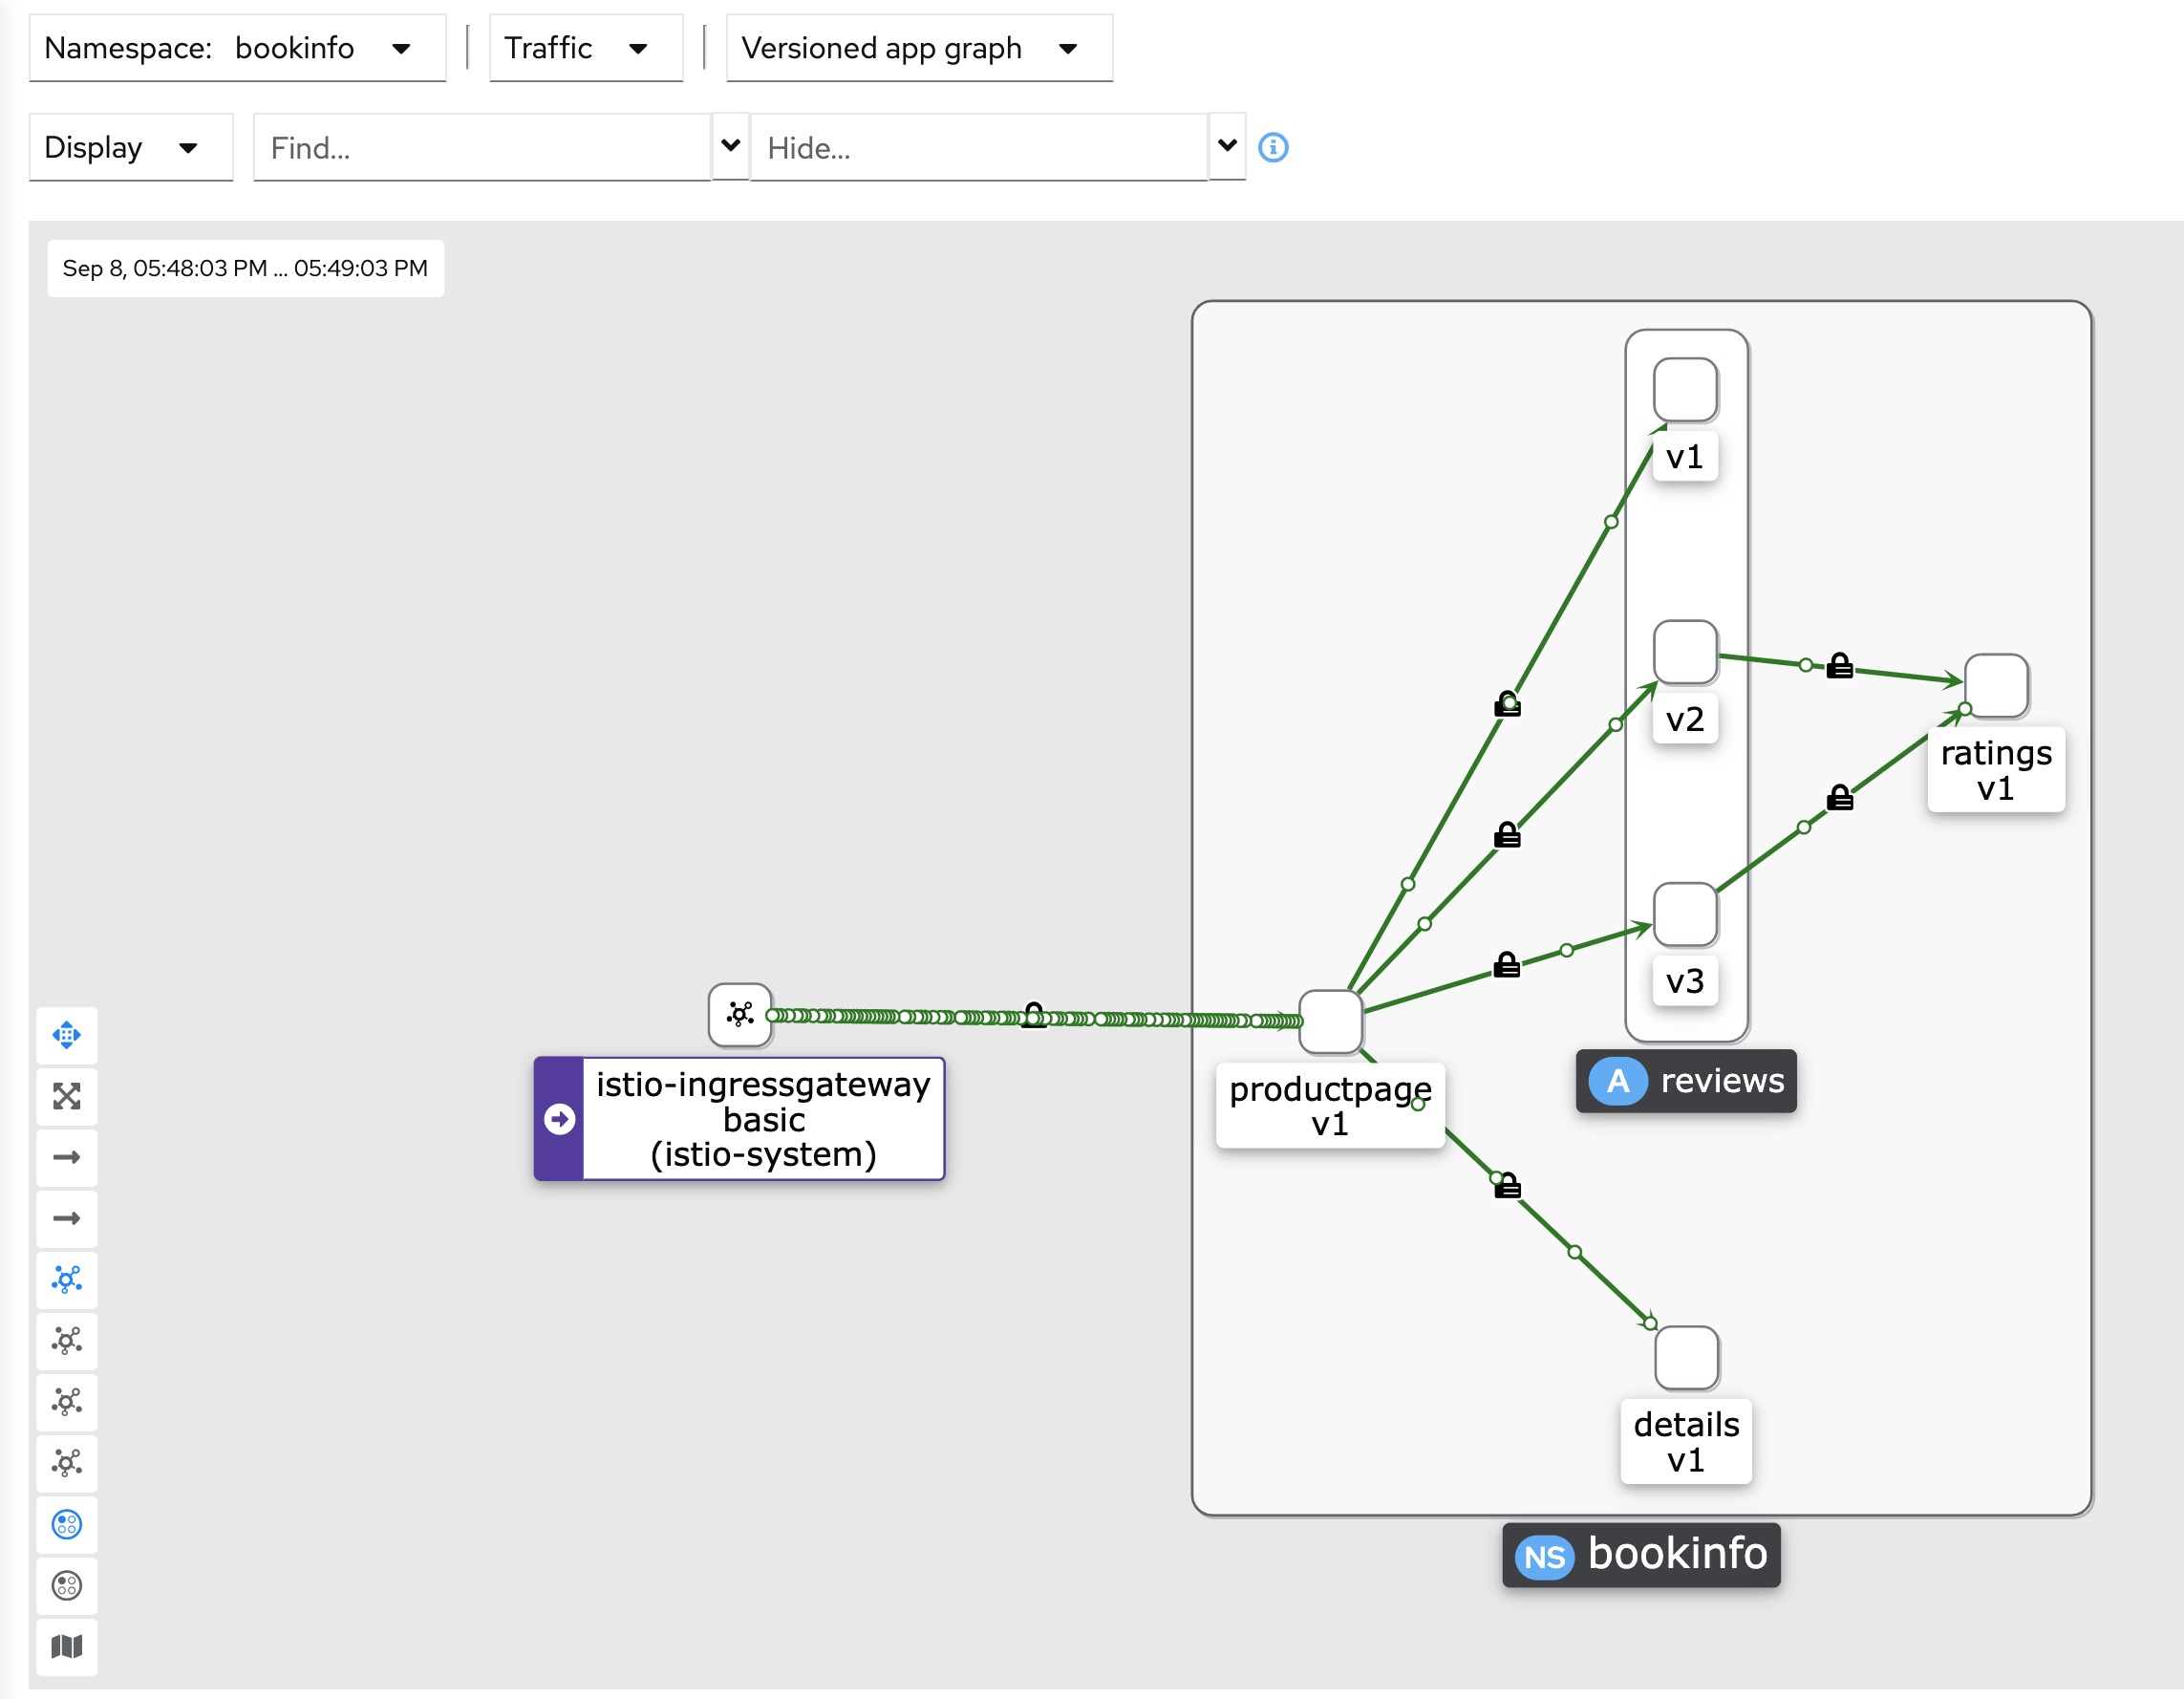 Namespace: bookinfo
Traffic
Versioned app graph
Display
Find...
Hide...
Sep 8, 05:48:03 PM ... 05:49:03 PM
v1
v2
ratings
v1
v3
istio-ingressgateway
basic
(istio-system)
productpage
v1
A reviews
details
v1
NS bookinfo